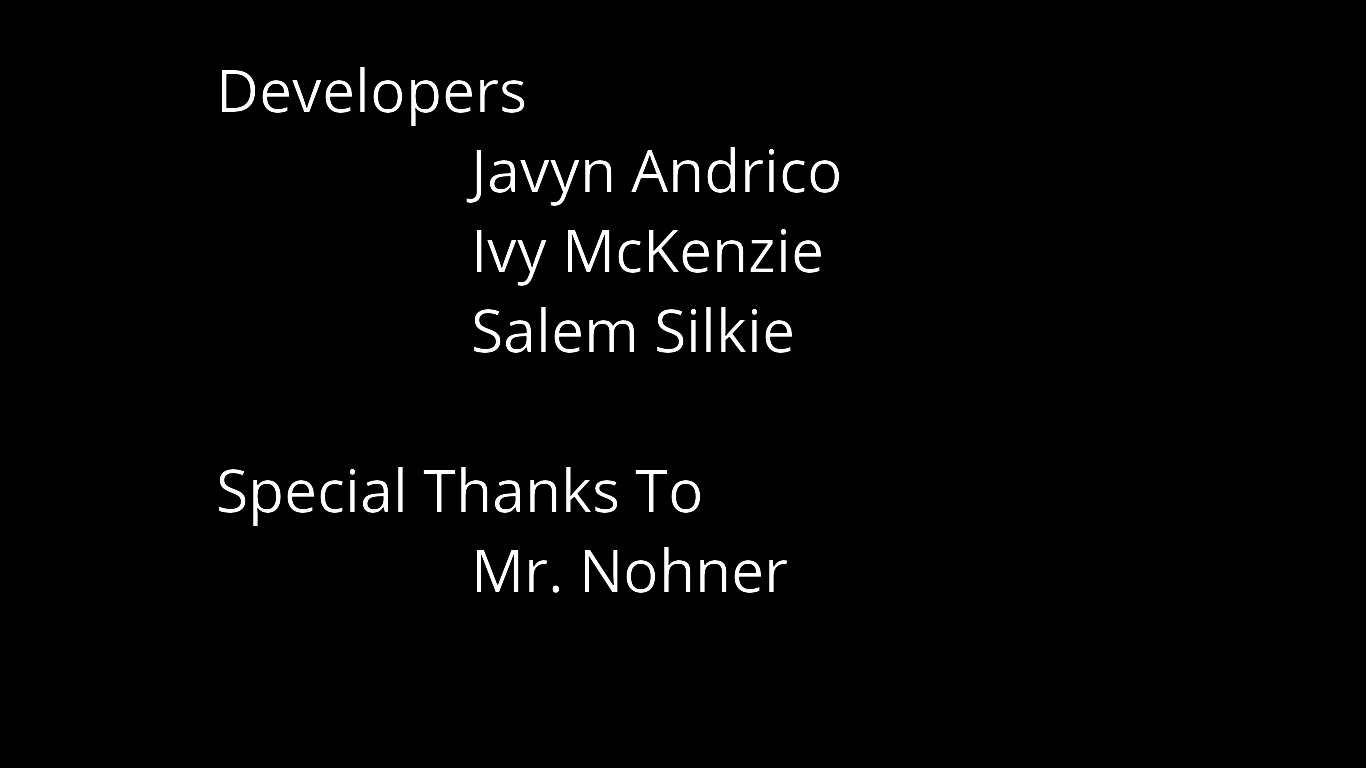 Developers
Javyn Andrico
Ivy McKenzie
Salem Silkie
Special Thanks To
Mr. Nohner